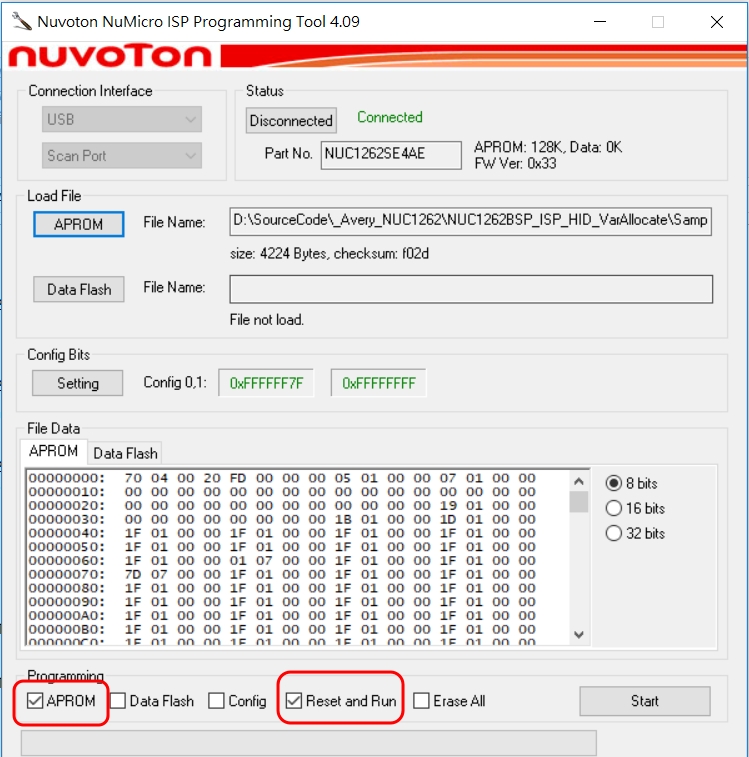 Nuvoton NuMicro ISP Programming Tool 4.09
nuvoTon
Connection Interface
USB
Scan Port
Status
Disconnected
Connected
Part No.
NUC1262SE4AE
APROM: 128K, Data: 0K
FW Ver: 0x33
Load File
APROM
File Name:
D:\SourceCode\_Avery_NUC1262\NUC1262BSP_ISP_HID_VarAllocate\Samp
size: 4224 Bytes, checksum: f02d
Data Flash
File Name:
File not load.
Config Bits
Setting
Config 0,1:
0xFFFFFF7F
0xFFFFFFFF
File Data
APROM
Data Flash
00000000: 70 04 00 20 FD 00 00 00 05 01 00 00 07 01 00 00
00000010: 00 00 00 00 00 00 00 00 00 00 00 00 00 00 00 00
00000020: 00 00 00 00 00 00 00 00 00 00 00 00 19 01 00 00
00000030: 00 00 00 00 00 00 00 00 1B 01 00 00 1D 01 00 00
00000040: 1F 01 00 00 1F 01 00 00 1F 01 00 00 1F 01 00 00
00000050: 1F 01 00 00 1F 01 00 00 1F 01 00 00 1F 01 00 00
00000060: 1F 01 00 00 01 07 00 00 1F 01 00 00 1F 01 00 00
00000070: 7D 07 00 00 1F 01 00 00 1F 01 00 00 1F 01 00 00
00000080: 1F 01 00 00 1F 01 00 00 1F 01 00 00 1F 01 00 00
00000090: 1F 01 00 00 1F 01 00 00 1F 01 00 00 1F 01 00 00
000000A0: 1F 01 00 00 1F 01 00 00 1F 01 00 00 1F 01 00 00
000000B0: 1F 01 00 00 1F 01 00 00 1F 01 00 00 1F 01 00 00
000000C0: 1F 01 00 00 1F 01 00 00 1F 01 00 00 1F 01 00 00
8 bits
16 bits
32 bits
Programming
APROM
Data Flash
Config
Reset and Run
Erase All
Start